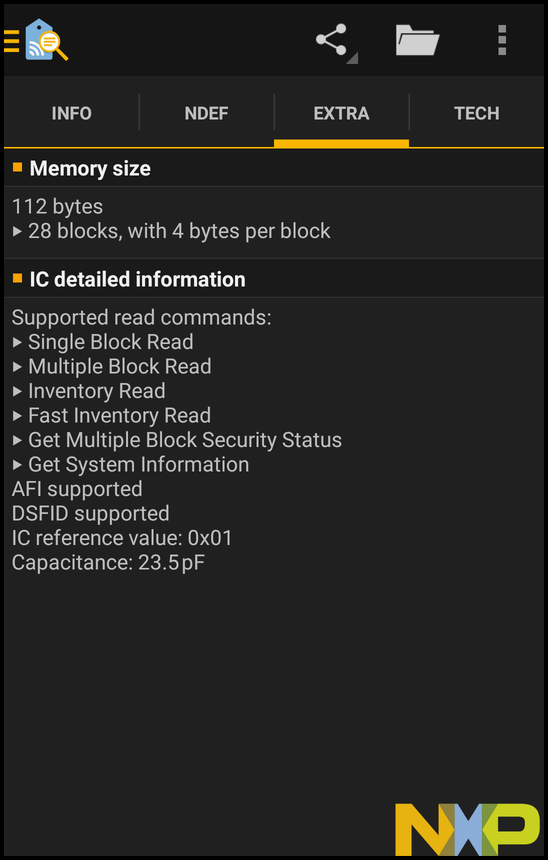 INFO
NDEF
EXTRA
TECH
Memory size
112 bytes
28 blocks, with 4 bytes per block
IC detailed information
Supported read commands:
Single Block Read
Multiple Block Read
Inventory Read
Fast Inventory Read
Get Multiple Block Security Status
Get System Information
AFI supported
DSFID supported
IC reference value: 0x01
Capacitance: 23.5 pF
NXP